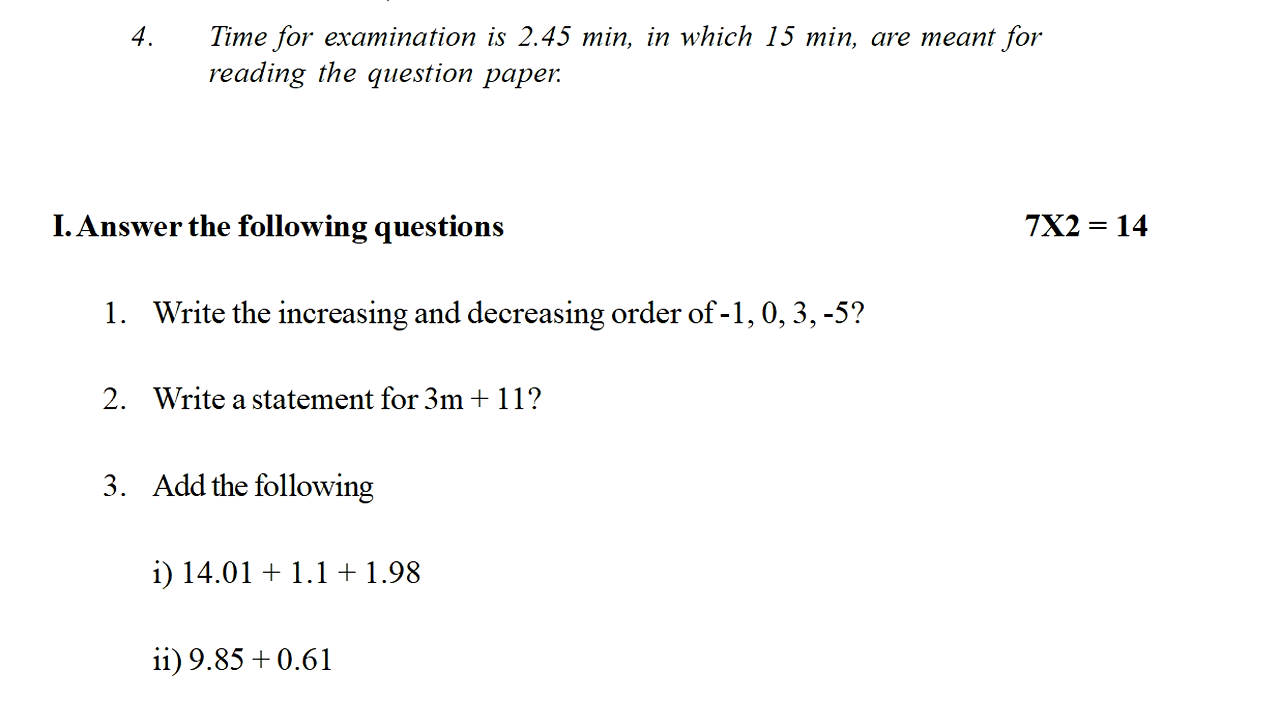 4. Time for examination is 2.45 min, in which 15 min, are meant for
reading the question paper.
I. Answer the following questions 7X2 = 14
1. Write the increasing and decreasing order of -1, 0, 3, -5?
2. Write a statement for 3m + 11?
3. Add the following
i) 14.01 + 1.1 + 1.98
ii) 9.85 + 0.61